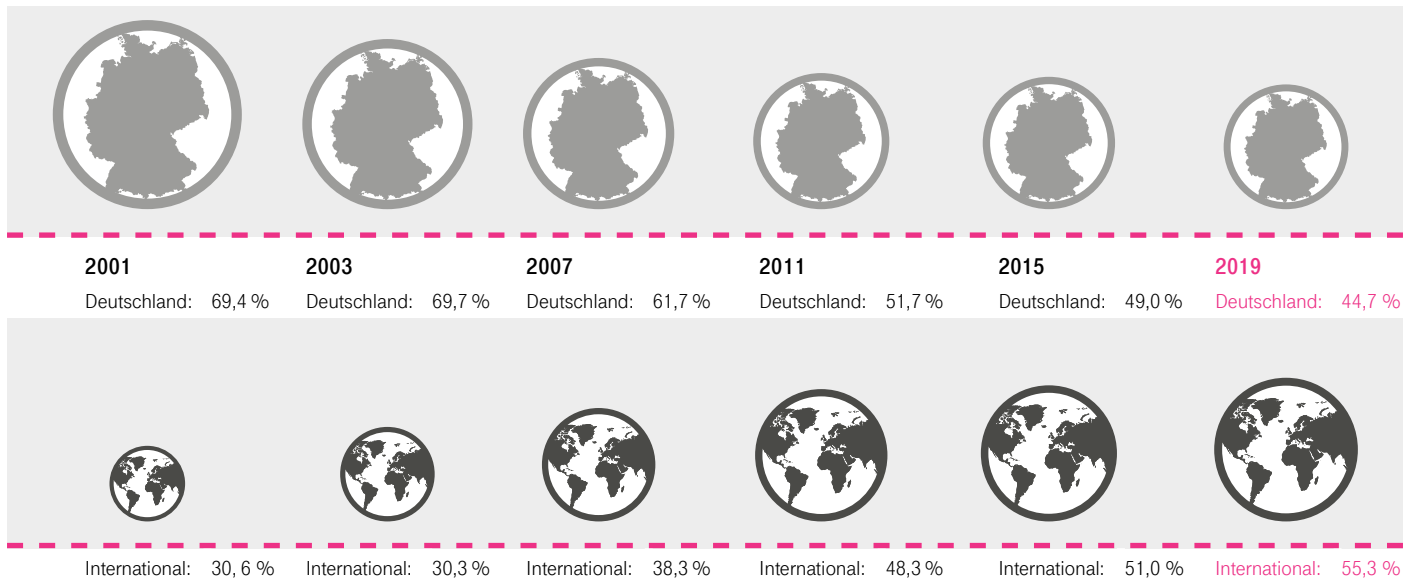 2001 2003 2007 2011 2015 2019
Deutschland: 69,4 % Deutschland: 69,7 % Deutschland: 61,7 % Deutschland: 51,7 % Deutschland: 49,0 % Deutschland: 44,7 %
International: 30, 6 % International: 30,3 % International: 38,3 % International: 48,3 % International: 51,0 % International: 55,3 %